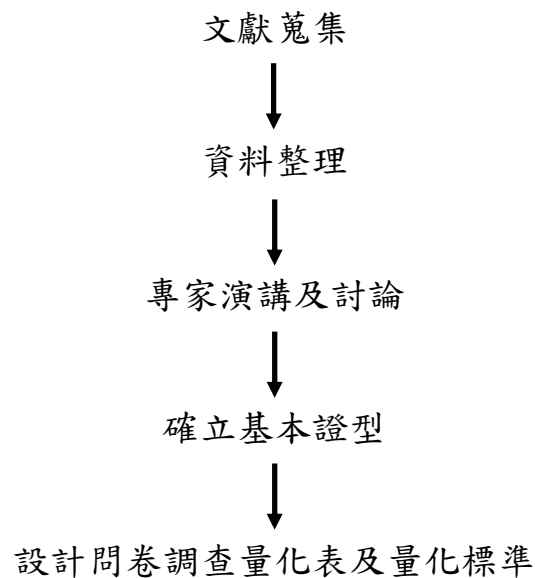 文獻蒐集
資料整理
專家演講及討論
確立基本證型
設計問卷調查量化表及量化標準